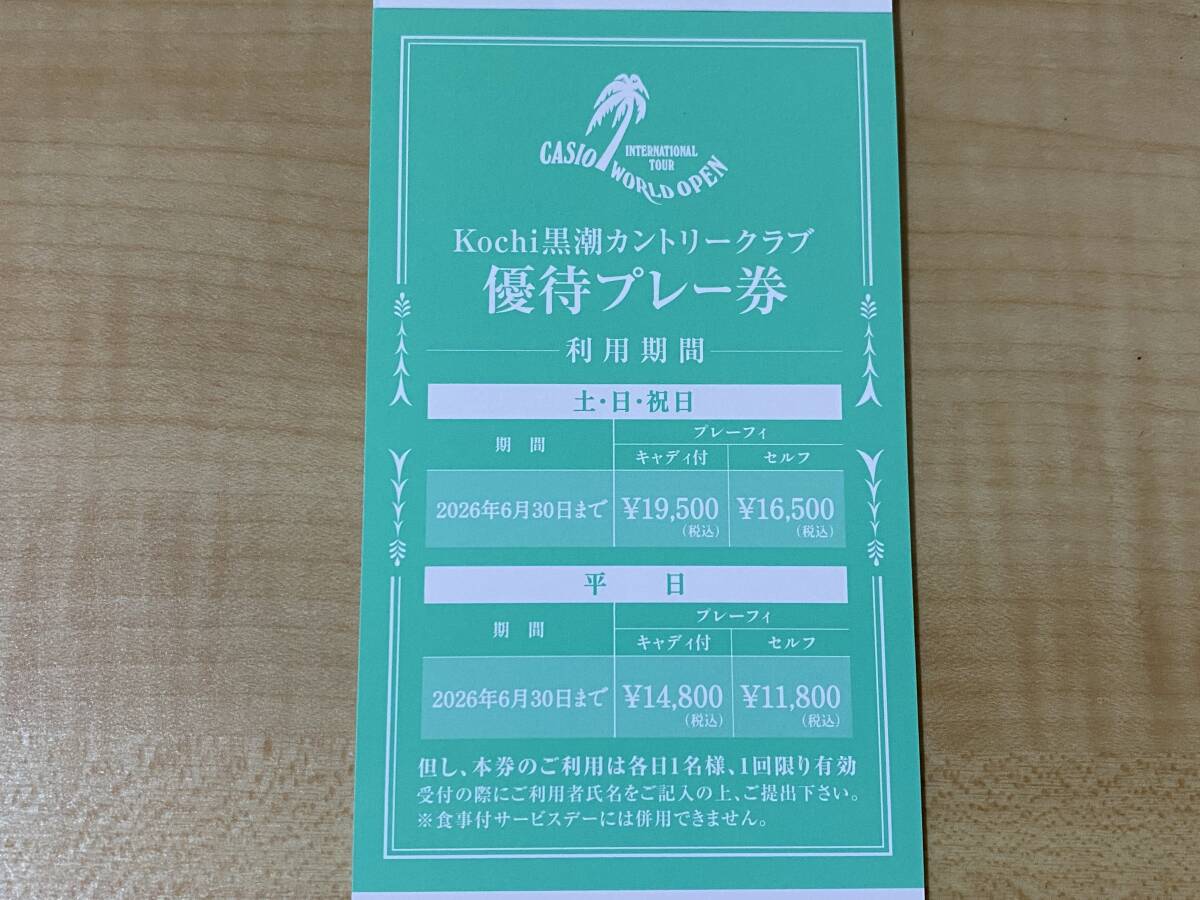 CASIO
INTERNATIONAL
TOUR
WORLD OPEN
Kochi黒潮カントリークラブ
優待プレー券
利用期間
土・日・祝日
期 間
プレーフィ
キャディ付 セルフ
2026年6月30日まで ¥19,500 ¥16,500
(税込) (税込)
平 日
期 間
プレーフィ
キャディ付 セルフ
2026年6月30日まで ¥14,800 ¥11,800
(税込) (税込)
但し、本券のご利用は各日1名様、1回限り有効
受付の際にご利用者氏名をご記入の上、ご提出下さい。
※食事付サービスデーには併用できません。